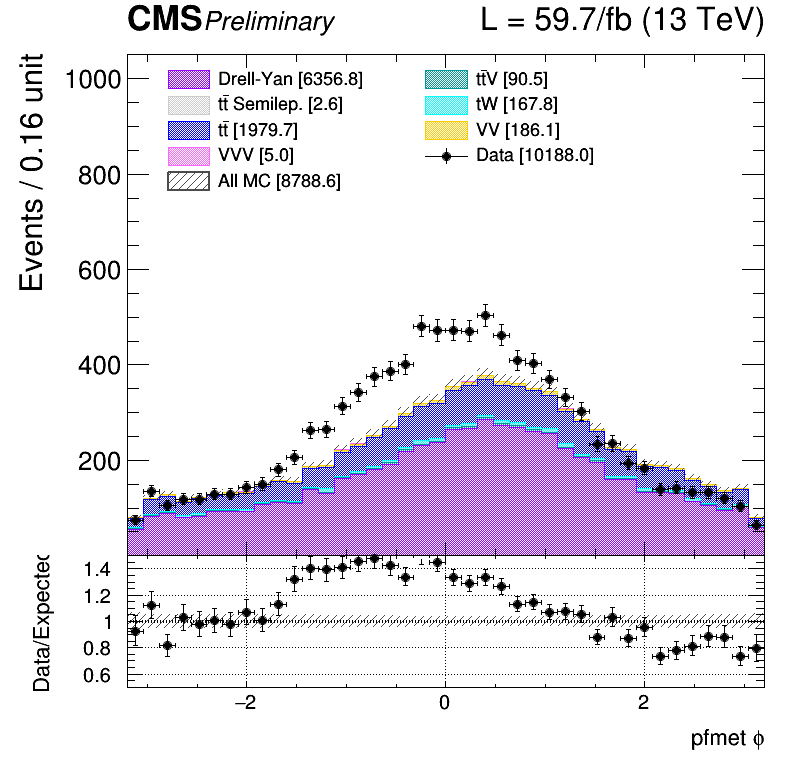 CMS Preliminary L = 59.7/fb (13 TeV)
Events / 0.16 unit
1000
800
600
400
200
Drell-Yan [6356.8]
tt̄ Semilep. [2.6]
tt̄ [1979.7]
VVV [5.0]
All MC [8788.6]
tt̄V [90.5]
tW [167.8]
VV [186.1]
Data [10188.0]
Data/Expected
1.4
1.2
1
0.8
0.6
−2 0 2
pfmet ϕ